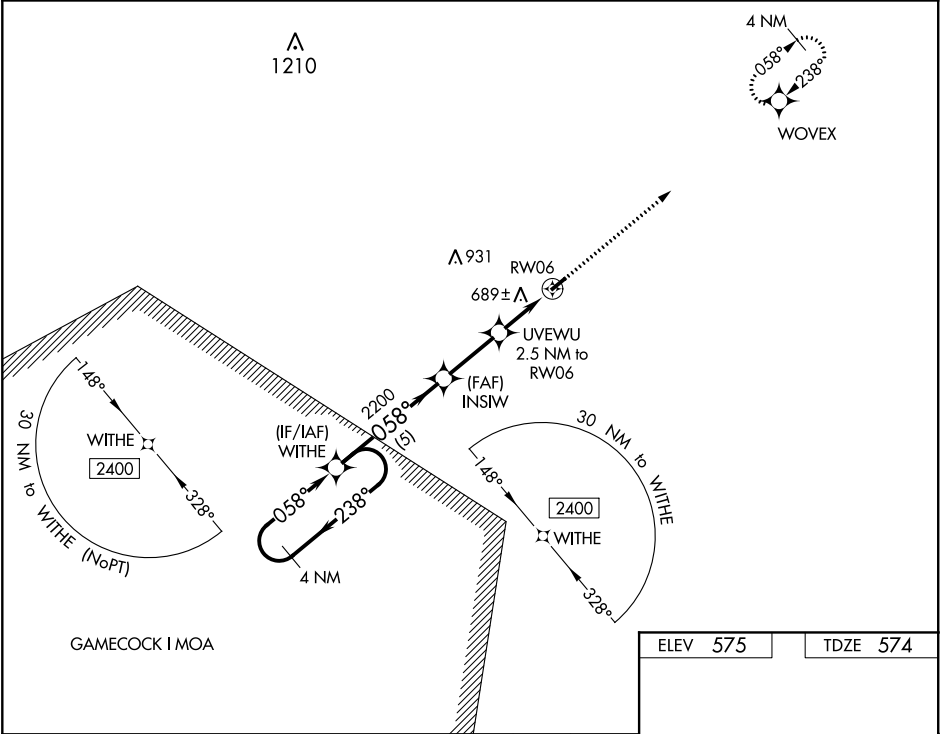 4 NM
058°
238°
WOVEX
1210
931
RW06
689±
UVEWU
2.5 NM to
RW06
(FAF)
INSIW
2200
058°
(5)
(IF/IAF)
WITHE
058°
238°
4 NM
148°
WITHE
2400
328°
30 NM to WITHE (NoPT)
30 NM to WITHE
148°
2400
WITHE
328°
GAMECOCK I MOA
ELEV 575
TDZE 574